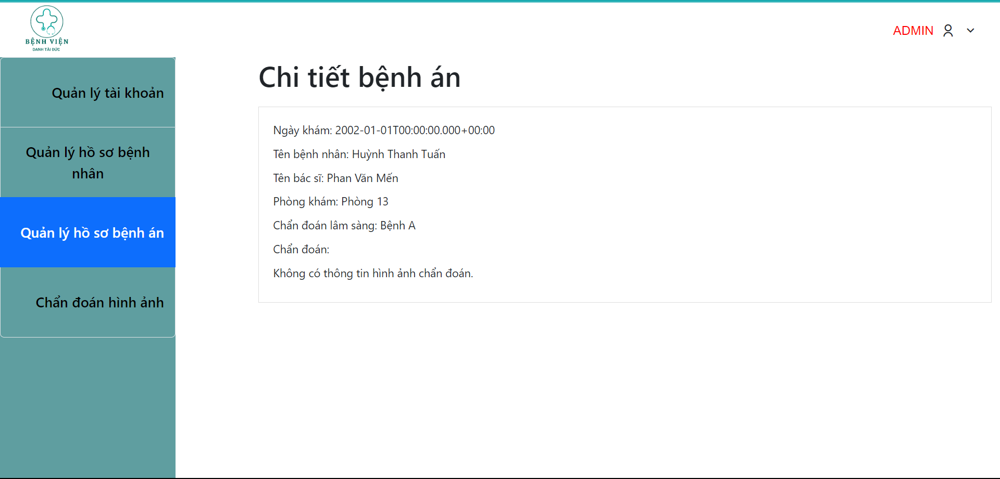 BỆNH VIỆN
DANH TÀI ĐỨC
ADMIN
Quản lý tài khoản
Quản lý hồ sơ bệnh
nhân
Quản lý hồ sơ bệnh án
Chẩn đoán hình ảnh
Chi tiết bệnh án
Ngày khám: 2002-01-01T00:00:00.000+00:00
Tên bệnh nhân: Huỳnh Thanh Tuấn
Tên bác sĩ: Phan Văn Mến
Phòng khám: Phòng 13
Chẩn đoán lâm sàng: Bệnh A
Chẩn đoán:
Không có thông tin hình ảnh chẩn đoán.